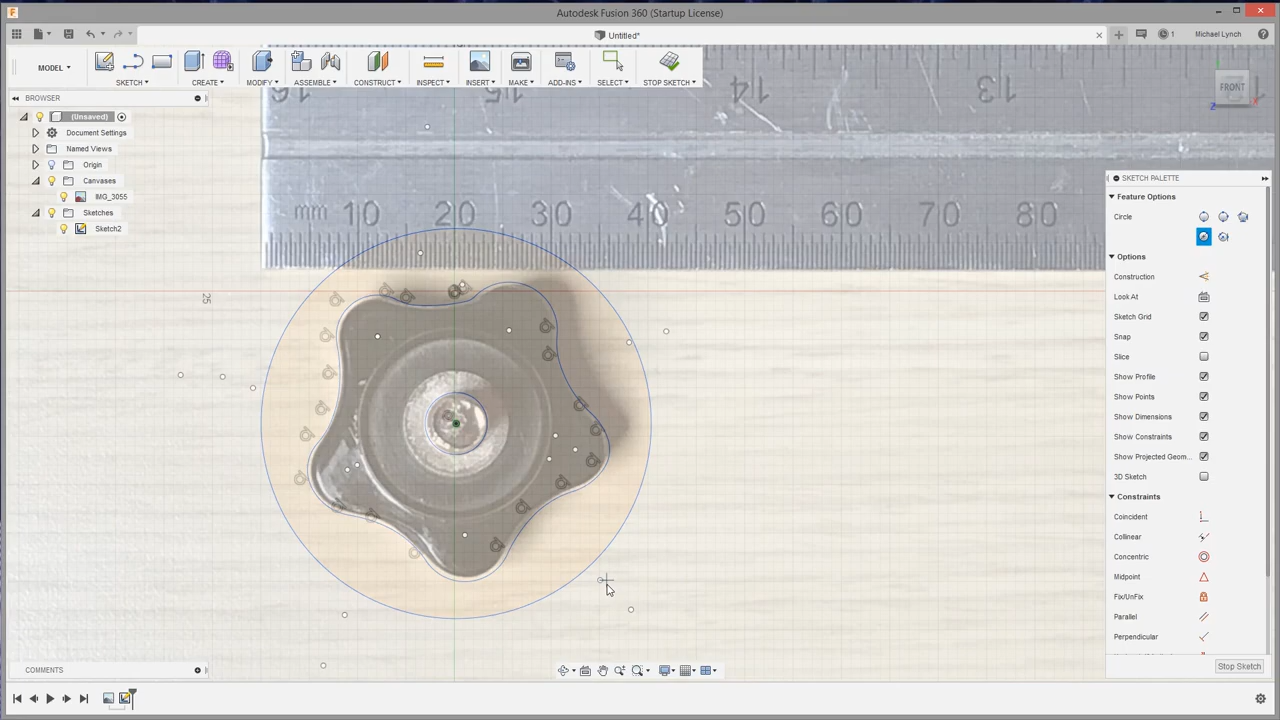 Autodesk Fusion 360 (Startup License)
Untitled*
1
Michael Lynch
MODEL
SKETCH
CREATE
MODIFY
ASSEMBLE
CONSTRUCT
INSPECT
INSERT
MAKE
ADD-INS
SELECT
STOP SKETCH
16 15 14 13
FRONT
Z
X
BROWSER
(Unsaved)
Document Settings
Named Views
Origin
Canvases
IMG_3055
Sketches
Sketch2
mm 10 20 30 40 50 60 70 80
25
SKETCH PALETTE
Feature Options
Circle
Options
Construction
Look At
Sketch Grid
Snap
Slice
Show Profile
Show Points
Show Dimensions
Show Constraints
Show Projected Geom...
3D Sketch
Constraints
Coincident
Collinear
Concentric
Midpoint
Fix/UnFix
Parallel
Perpendicular
Stop Sketch
COMMENTS